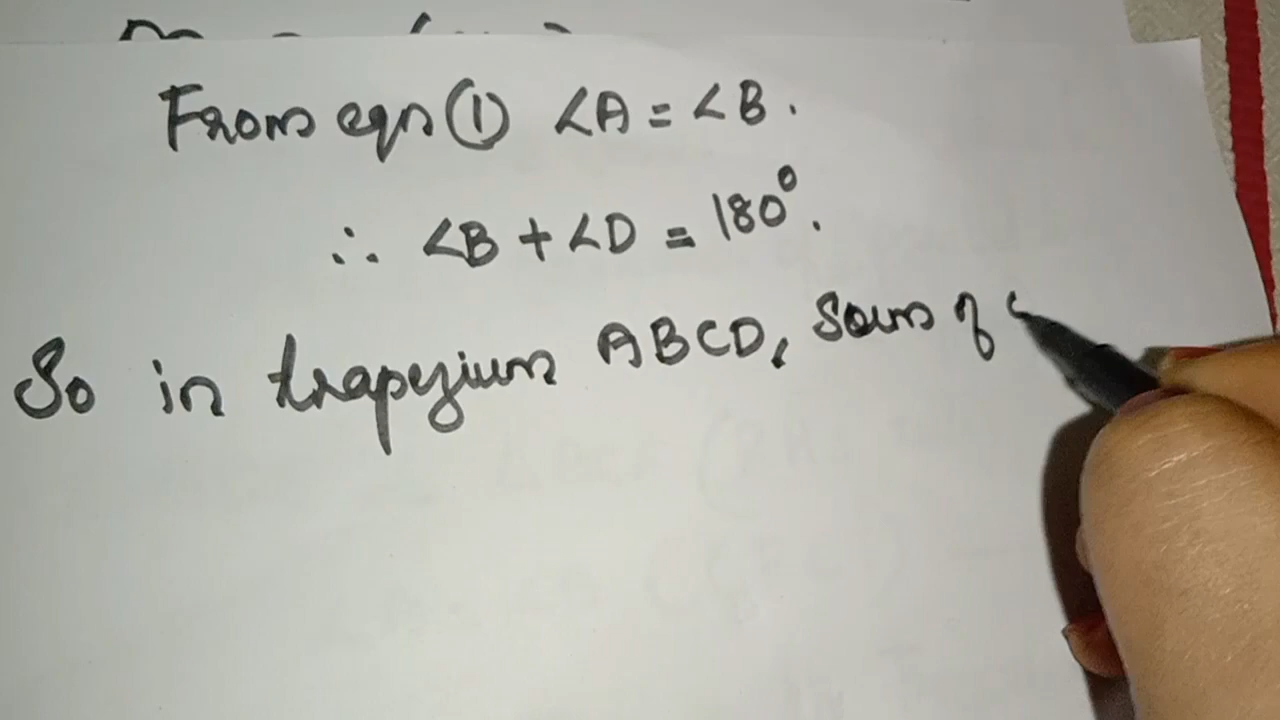 From eqn (1) ∠A = ∠B.
∴ ∠B + ∠D = 180°.
So in trapezium ABCD, Sum of